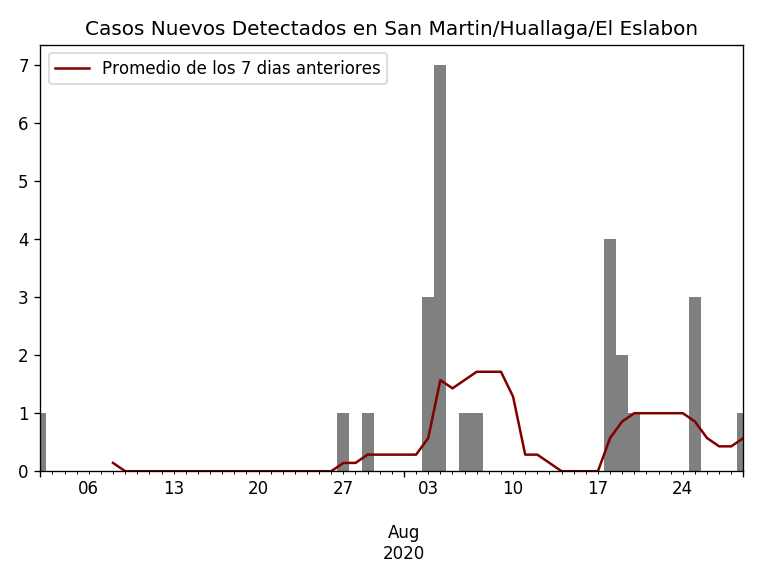 Casos Nuevos Detectados en San Martin/Huallaga/El Eslabon
Promedio de los 7 dias anteriores
7
6
5
4
3
2
1
0
06 13 20 27 03 10 17 24
Aug
2020